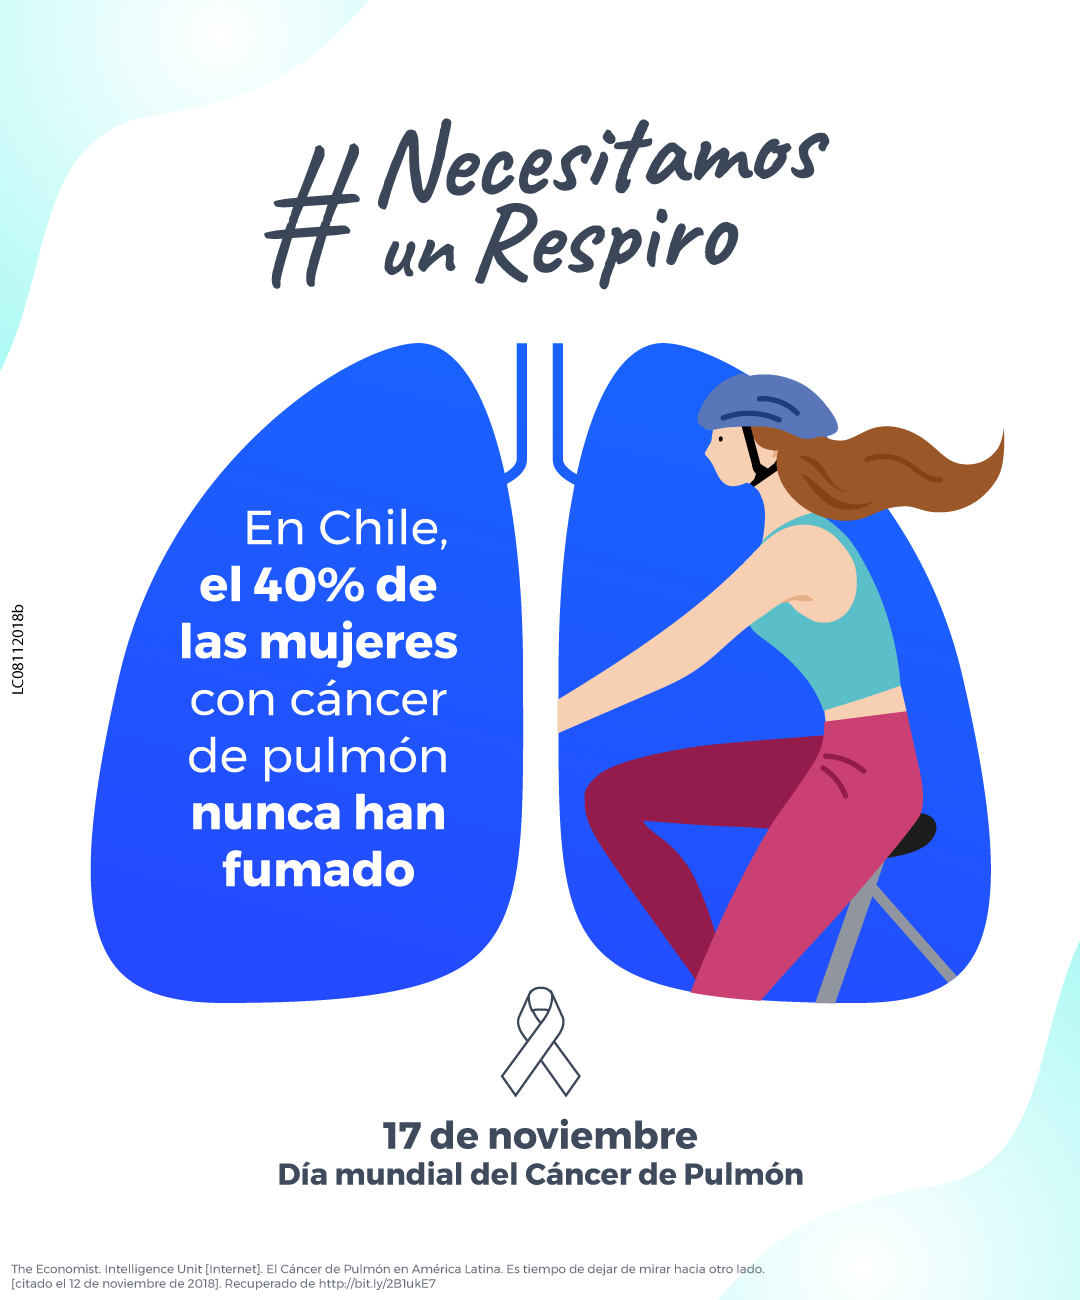 #Necesitamos
un Respiro
En Chile,
el 40% de
las mujeres
con cáncer
de pulmón
nunca han
fumado
LC08112018b
17 de noviembre
Día mundial del Cáncer de Pulmón
The Economist. Intelligence Unit [Internet]. El Cáncer de Pulmón en América Latina. Es tiempo de dejar de mirar hacia otro lado.
[citado el 12 de noviembre de 2018]. Recuperado de http://bit.ly/2B1ukE7